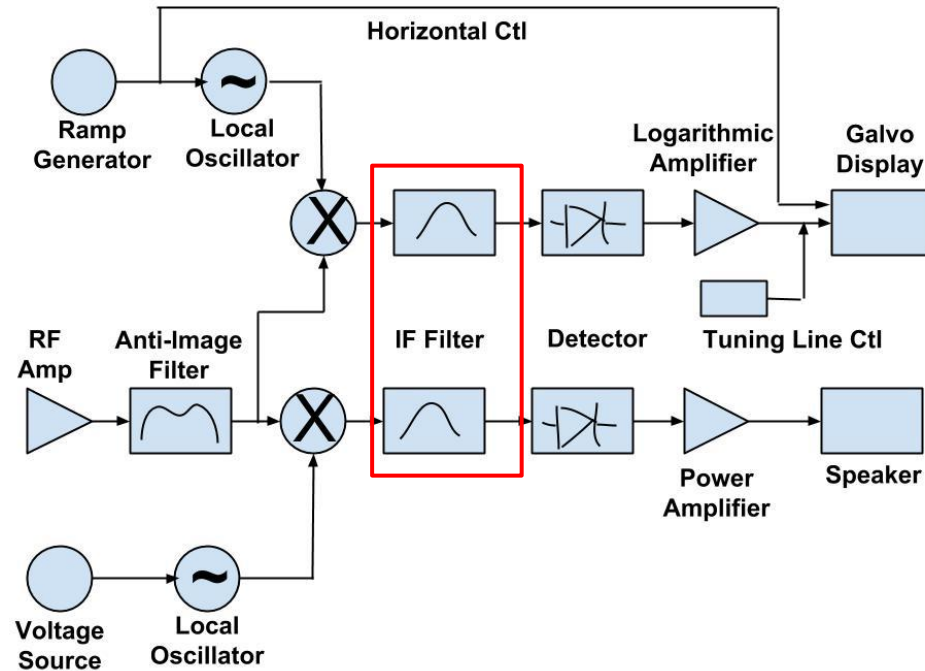 Horizontal Ctl
Ramp
Generator
Local
Oscillator
Logarithmic
Amplifier
Galvo
Display
X
RF
Amp
Anti-Image
Filter
IF Filter
Detector
Tuning Line Ctl
X
Power
Amplifier
Speaker
Voltage
Source
Local
Oscillator